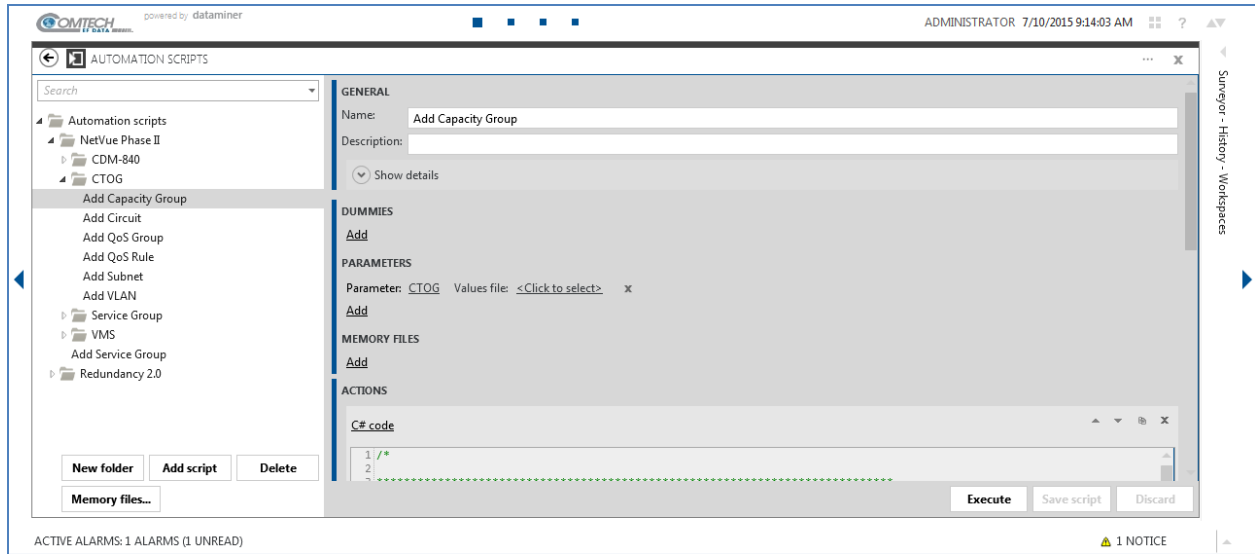 COMTECH powered by dataminer ADMINISTRATOR 7/10/2015 9:14:03 AM ?
EF DATA
AUTOMATION SCRIPTS ... X
Surveyor - History - Workspaces
Search
Automation scripts
NetVue Phase II
CDM-840
CTOG
Add Capacity Group
Add Circuit
Add QoS Group
Add QoS Rule
Add Subnet
Add VLAN
Service Group
VMS
Add Service Group
Redundancy 2.0
New folder Add script Delete
Memory files...
GENERAL
Name: Add Capacity Group
Description:
Show details
DUMMIES
Add
PARAMETERS
Parameter: CTOG Values file: <Click to select> x
Add
MEMORY FILES
Add
ACTIONS
C# code X
1 /*
2
Execute Save script Discard
ACTIVE ALARMS: 1 ALARMS (1 UNREAD) 1 NOTICE